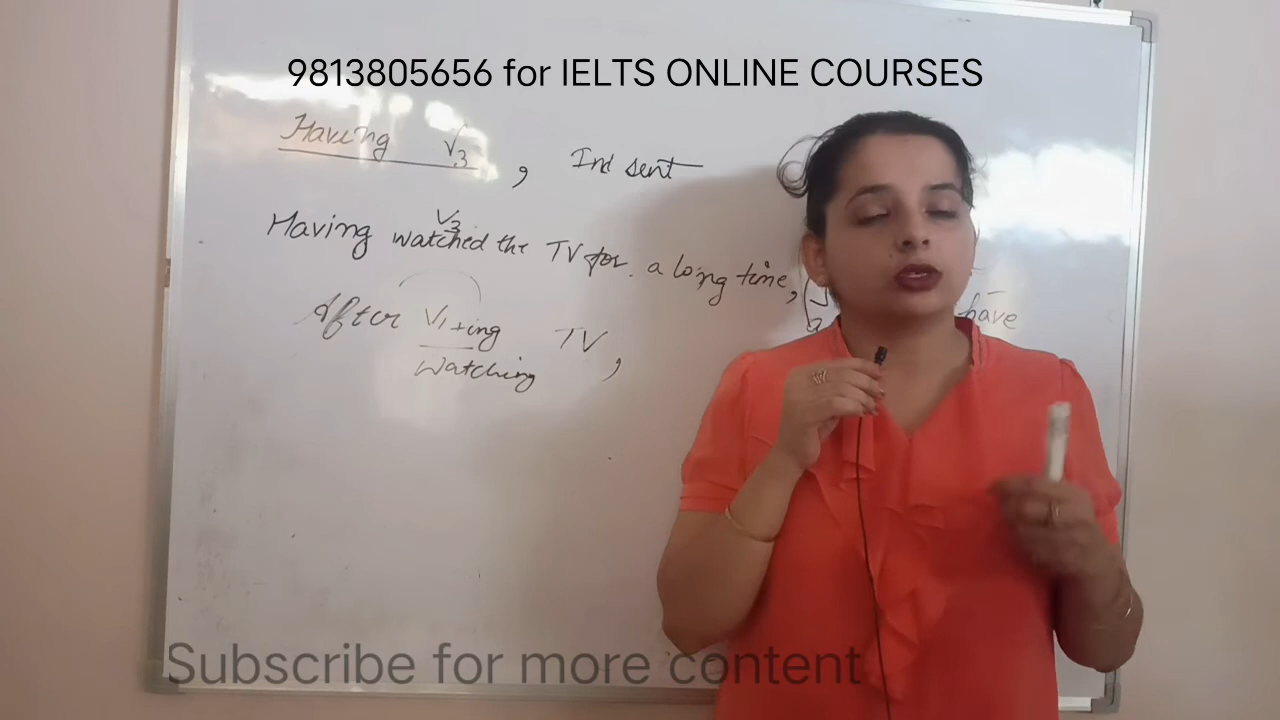 9813805656 for IELTS ONLINE COURSES
Having V3 , Ind sent
V3
Having watched the TV for a long time, have
After V1+ing TV ,
watching
Subscribe for more content